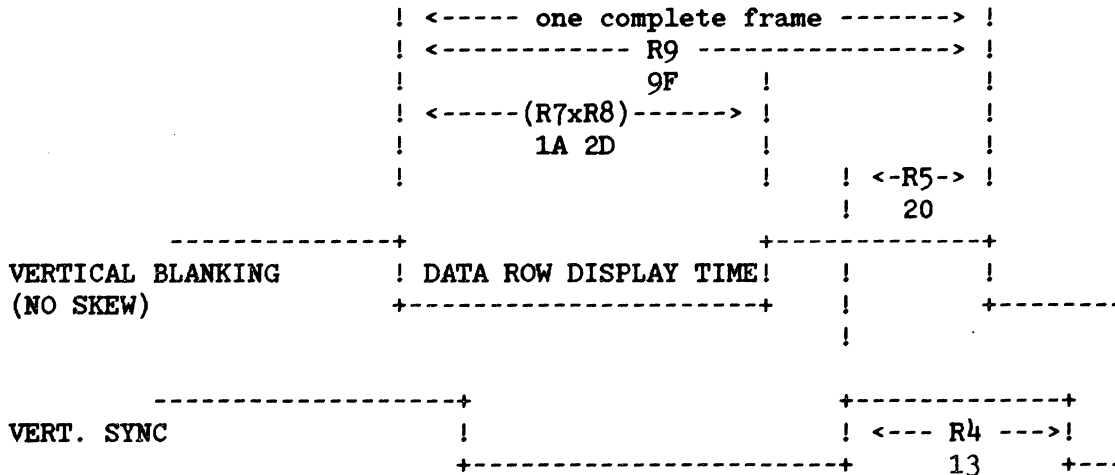 ! <----- one complete frame -------> !
! <------------ R9 ----------------> !
! 9F ! !
! <-----(R7xR8)------> ! !
! 1A 2D ! !
! ! ! <-R5-> !
! 20
--------------+ +-------------+
VERTICAL BLANKING ! DATA ROW DISPLAY TIME! ! !
(NO SKEW) +----------------------+ ! +-------
!
-------------------+ +-------------+
VERT. SYNC ! ! <--- R4 --->!
+-----------------------+ 13 +--